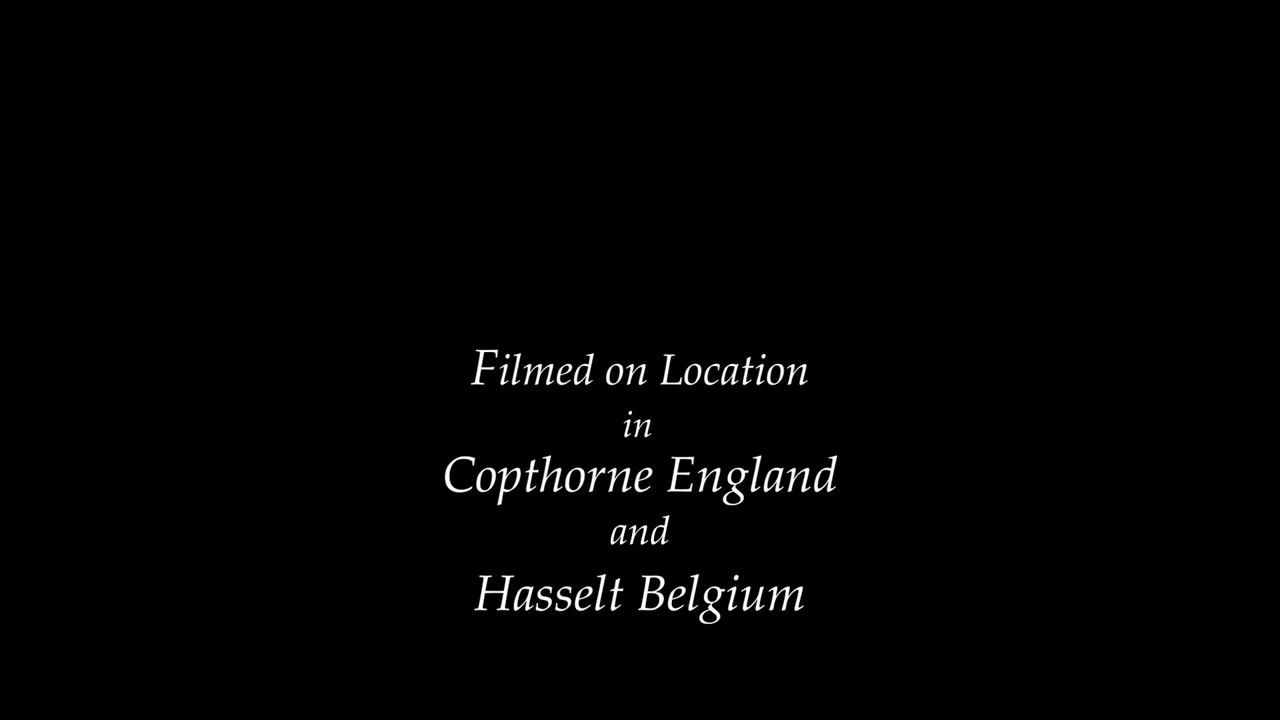 Filmed on Location
in
Copthorne England
and
Hasselt Belgium